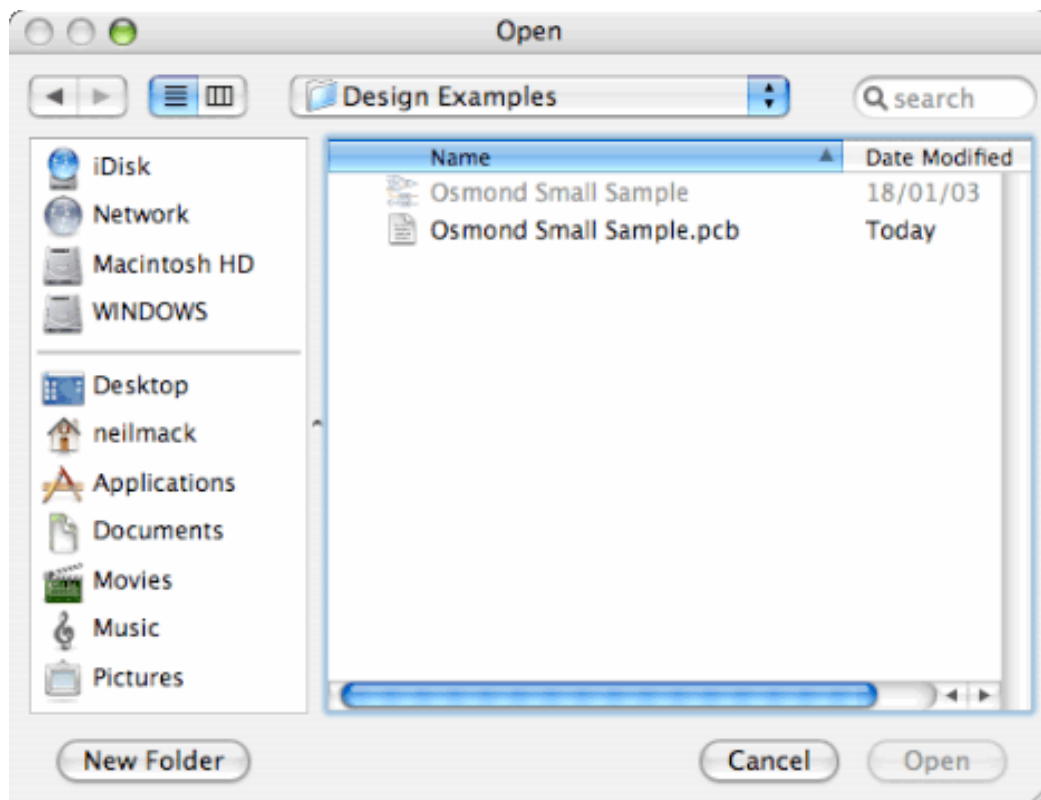 Open
Design Examples
search
iDisk
Network
Macintosh HD
WINDOWS
Desktop
neilmack
Applications
Documents
Movies
Music
Pictures
Name Date Modified
Osmond Small Sample 18/01/03
Osmond Small Sample.pcb Today
New Folder Cancel Open